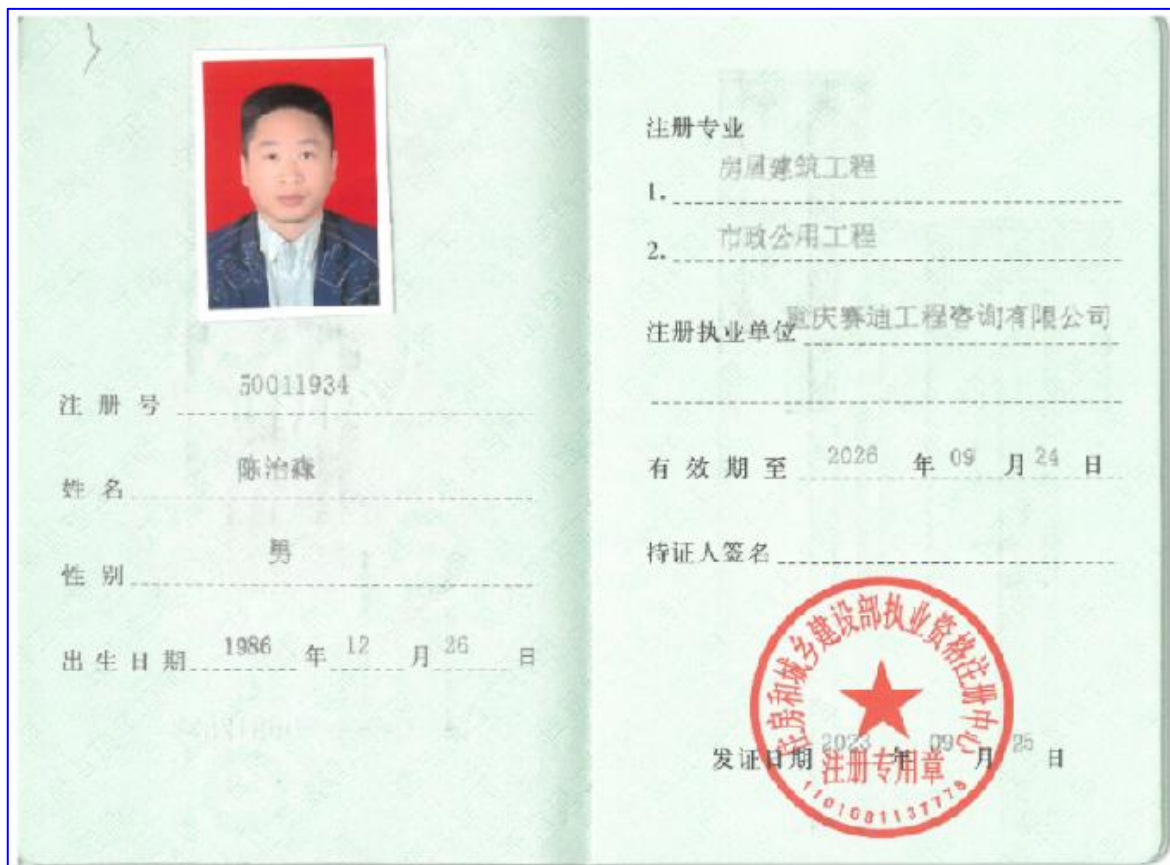 注册号 50011934
姓名 陈治森
性别 男
出生日期 1986 年 12 月 26 日
注册专业
1. 房屋建筑工程
2. 市政公用工程
注册执业单位 重庆赛迪工程咨询有限公司
有效期至 2026 年 09 月 24 日
持证人签名
住房和城乡建设部执业资格注册中心
发证日期 2023 年 09 月 25 日
注册专用章
1101081137778